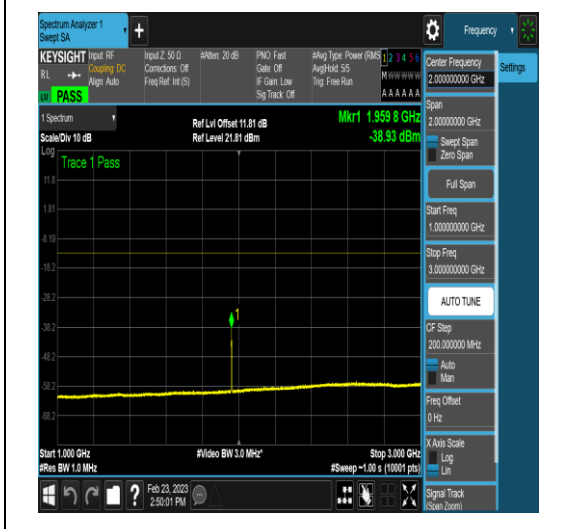 Spectrum Analyzer 1
Swept SA
+
Frequency
KEYSIGHT
RL
PASS
Input: RF
Coupling: DC
Align: Auto
Input Z: 50 Ω
Corrections: Off
Freq Ref: Int (S)
#Atten: 20 dB
PNO: Fast
Gate: Off
IF Gain: Low
Sig Track: Off
#Avg Type: Power (RMS
Avg|Hold: 5/5
Trig: Free Run
1 2 3 4 5 6
M W W W W W
A A A A A A
1 Spectrum
Scale/Div 10 dB
Ref Lvl Offset 11.81 dB
Ref Level 21.81 dBm
Mkr1 1.959 8 GHz
-38.93 dBm
Log
Trace 1 Pass
11.8
1.81
-8.19
-18.2
-28.2
-38.2
-48.2
-58.2
-68.2
1
Start 1.000 GHz
#Res BW 1.0 MHz
#Video BW 3.0 MHz*
Stop 3.000 GHz
#Sweep ~1.00 s (10001 pts)
Feb 23, 2023
2:50:01 PM
?
Center Frequency
2.000000000 GHz
Settings
Span
2.00000000 GHz
Swept Span
Zero Span
Full Span
Start Freq
1.000000000 GHz
Stop Freq
3.000000000 GHz
AUTO TUNE
CF Step
200.000000 MHz
Auto
Man
Freq Offset
0 Hz
X Axis Scale
Log
Lin
Signal Track
(Span Zoom)